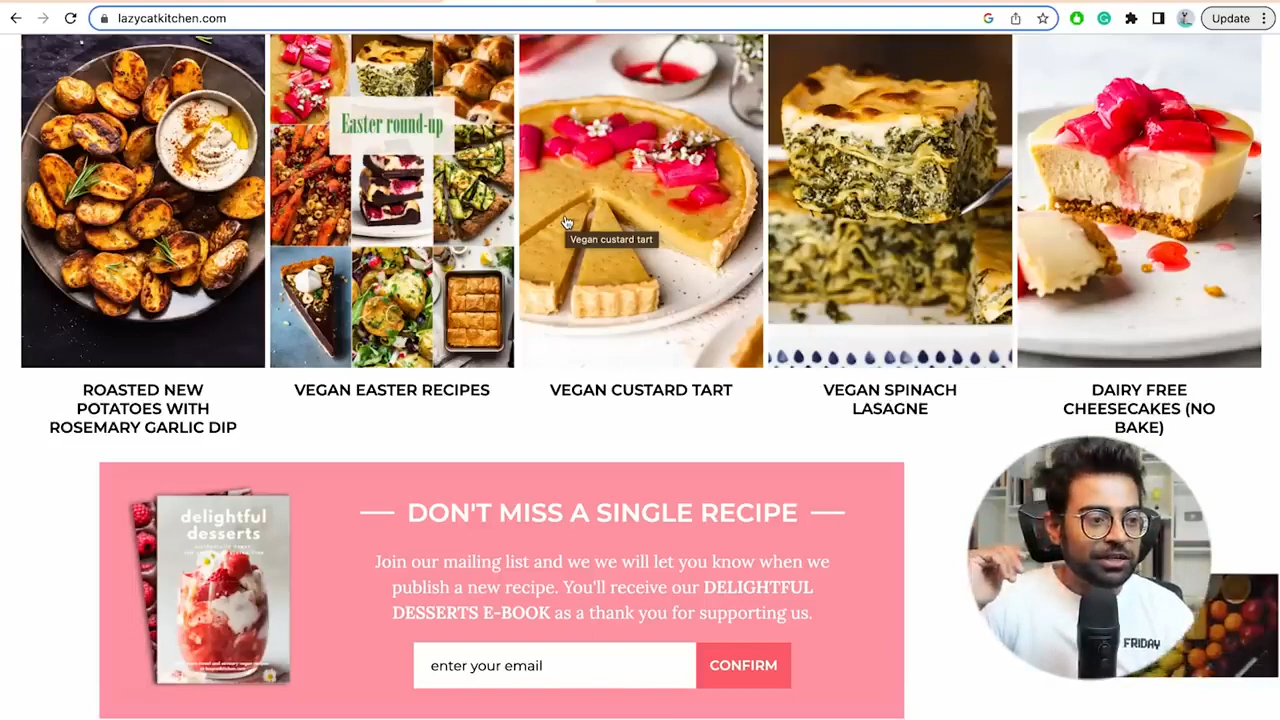 lazycatkitchen.com
Update
Easter round-up
Vegan custard tart
ROASTED NEW
POTATOES WITH
ROSEMARY GARLIC DIP
VEGAN EASTER RECIPES
VEGAN CUSTARD TART
VEGAN SPINACH
LASAGNE
DAIRY FREE
CHEESECAKES (NO
BAKE)
delightful
desserts
DON'T MISS A SINGLE RECIPE
Join our mailing list and we we will let you know when we
publish a new recipe. You'll receive our DELIGHTFUL
DESSERTS E-BOOK as a thank you for supporting us.
enter your email
CONFIRM
FRIDAY